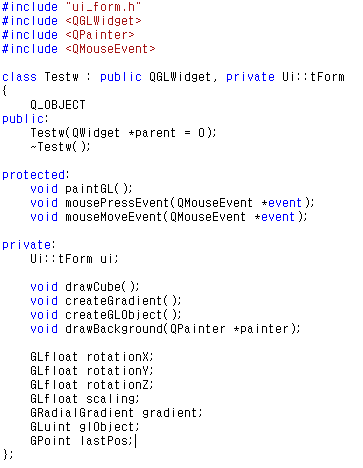 #include "ui_form.h"
#include <QGLWidget>
#include <QPainter>
#include <QMouseEvent>
class Testw : public QGLWidget, private Ui::tForm
{
Q_OBJECT
public:
Testw(QWidget *parent = 0);
~Testw();
protected:
void paintGL();
void mousePressEvent(QMouseEvent *event);
void mouseMoveEvent(QMouseEvent *event);
private:
Ui::tForm ui;
void drawCube();
void createGradient();
void createGLObject();
void drawBackground(QPainter *painter);
GLfloat rotationX;
GLfloat rotationY;
GLfloat rotationZ;
GLfloat scaling;
GRadialGradient gradient;
GLuint glObject;
GPoint lastPos;
};